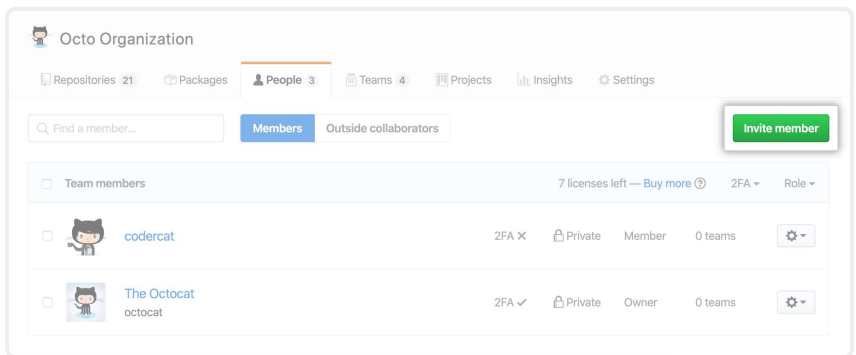 Octo Organization
Repositories 21 Packages People 3 Teams 4 Projects Insights Settings
Find a member... Members Outside collaborators Invite member
Team members 7 licenses left — Buy more ? 2FA Role
codercat 2FA ✕ Private Member 0 teams
The Octocat
octocat 2FA ✓ Private Owner 0 teams